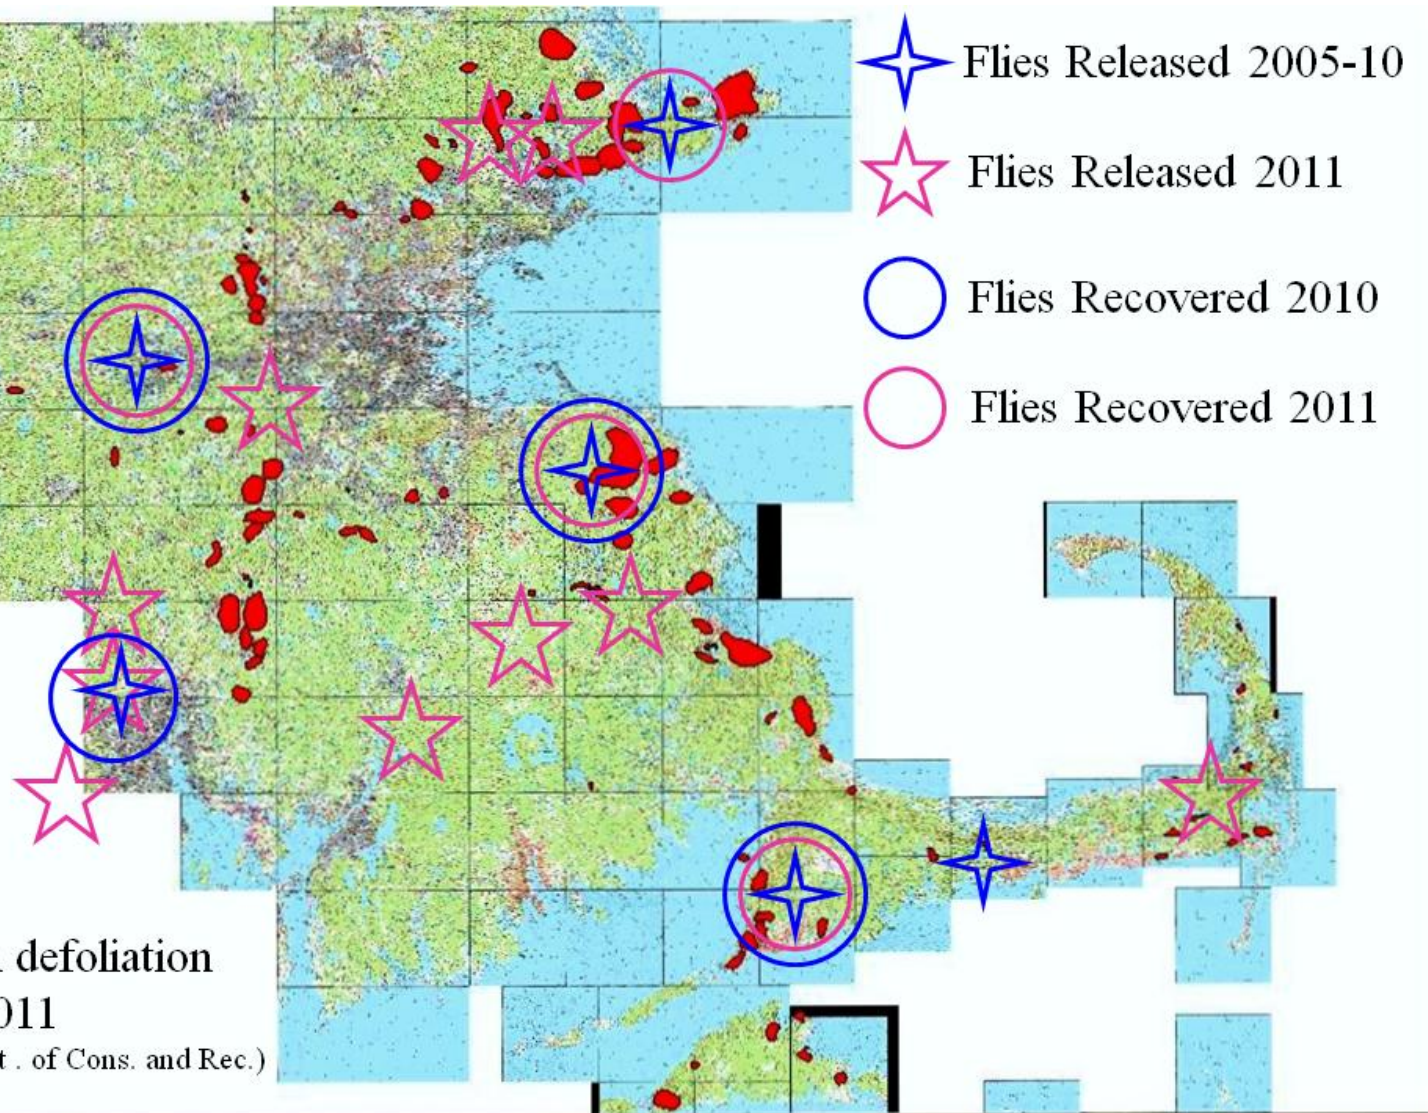 Flies Released 2005-10
Flies Released 2011
Flies Recovered 2010
Flies Recovered 2011
defoliation
011
t . of Cons. and Rec.)